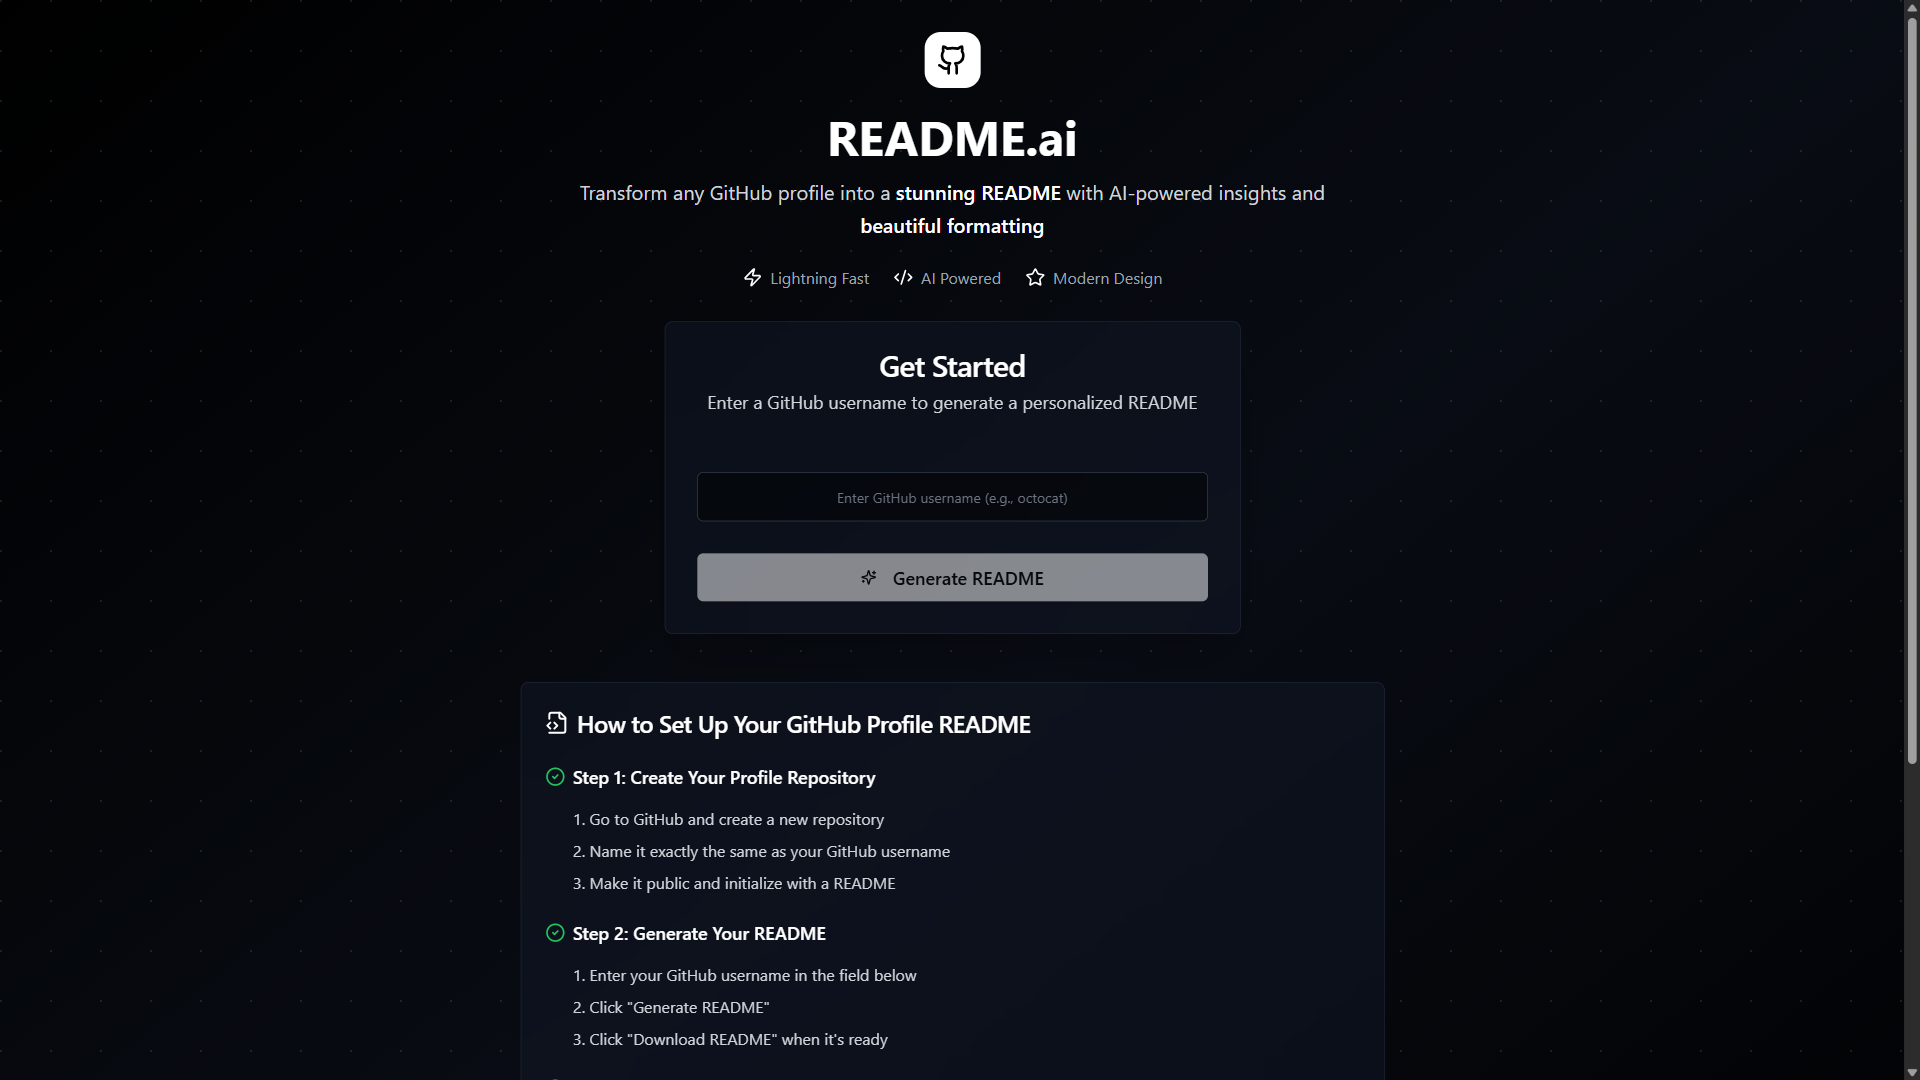 README.ai
Transform any GitHub profile into a stunning README with AI-powered insights and
beautiful formatting
Lightning Fast AI Powered Modern Design
Get Started
Enter a GitHub username to generate a personalized README
Enter GitHub username (e.g., octocat)
Generate README
How to Set Up Your GitHub Profile README
Step 1: Create Your Profile Repository
1. Go to GitHub and create a new repository
2. Name it exactly the same as your GitHub username
3. Make it public and initialize with a README
Step 2: Generate Your README
1. Enter your GitHub username in the field below
2. Click "Generate README"
3. Click "Download README" when it's ready